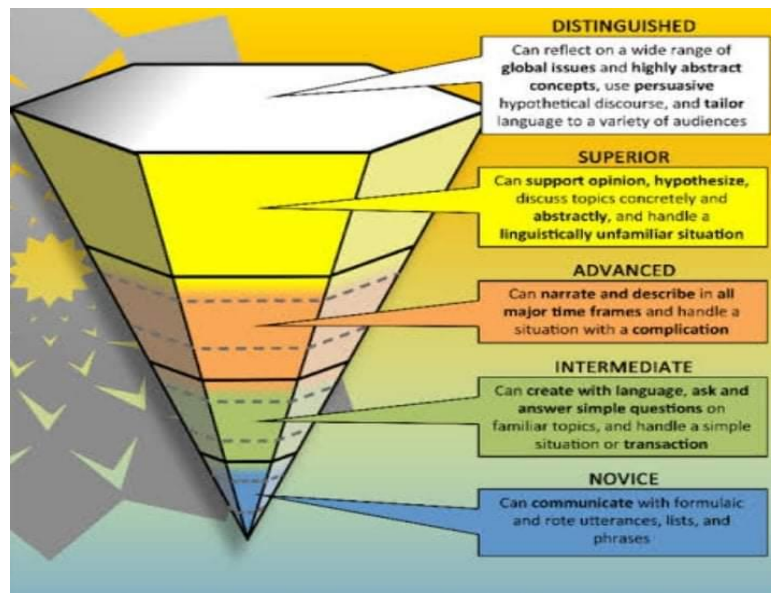 DISTINGUISHED
Can reflect on a wide range of
global issues and highly abstract
concepts, use persuasive
hypothetical discourse, and tailor
language to a variety of audiences
SUPERIOR
Can support opinion, hypothesize,
discuss topics concretely and
abstractly, and handle a
linguistically unfamiliar situation
ADVANCED
Can narrate and describe in all
major time frames and handle a
situation with a complication
INTERMEDIATE
Can create with language, ask and
answer simple questions on
familiar topics, and handle a simple
situation or transaction
NOVICE
Can communicate with formulaic
and rote utterances, lists, and
phrases